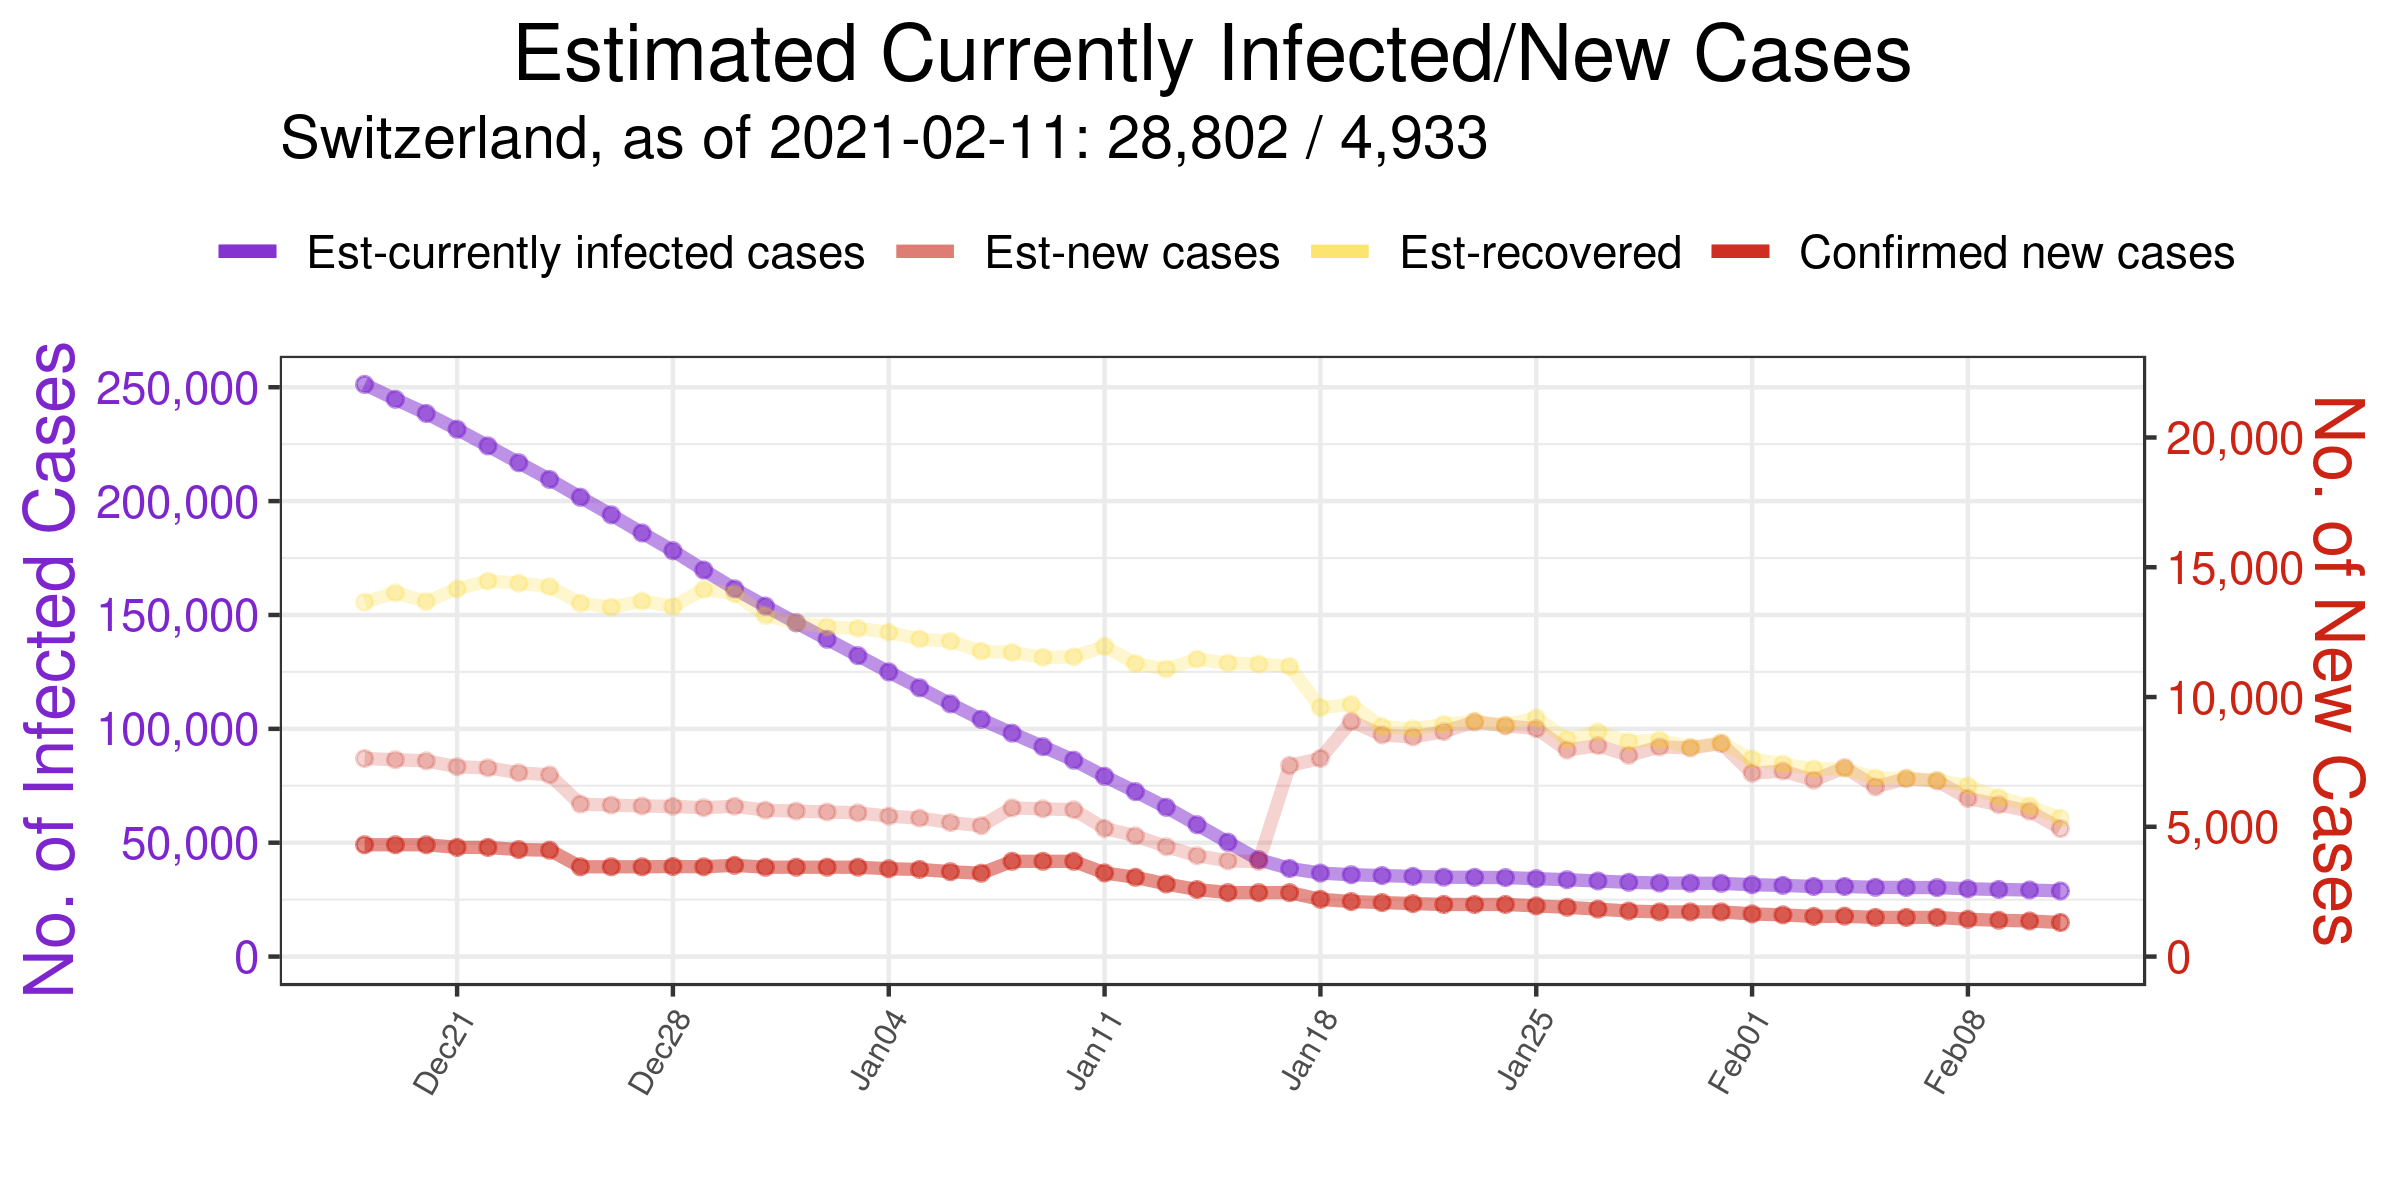 Estimated Currently Infected/New Cases
Switzerland, as of 2021-02-11: 28,802 / 4,933
Est-currently infected cases Est-new cases Est-recovered Confirmed new cases
No. of Infected Cases
250,000
200,000
150,000
100,000
50,000
0
20,000
15,000
10,000
5,000
0
No. of New Cases
Dec21 Dec28 Jan04 Jan11 Jan18 Jan25 Feb01 Feb08